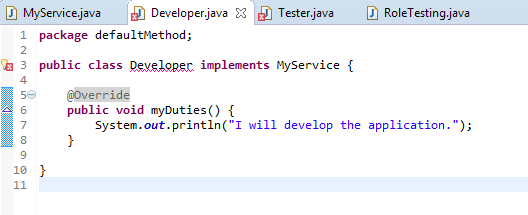 MyService.java Developer.java Tester.java RoleTesting.java
1 package defaultMethod;
2
3 public class Developer implements MyService {
4
5 @Override
6 public void myDuties() {
7 System.out.println("I will develop the application.");
8 }
9
10 }
11